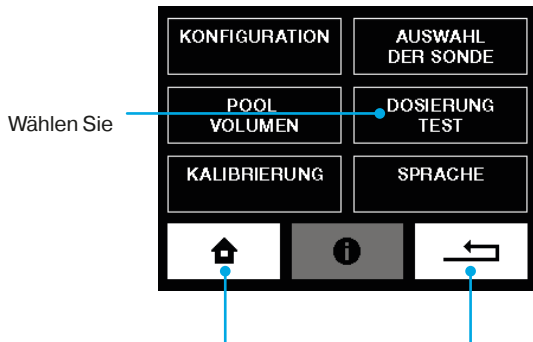 KONFIGURATION
AUSWAHL
DER SONDE
Wählen Sie
POOL
VOLUMEN
DOSIERUNG
TEST
KALIBRIERUNG
SPRACHE